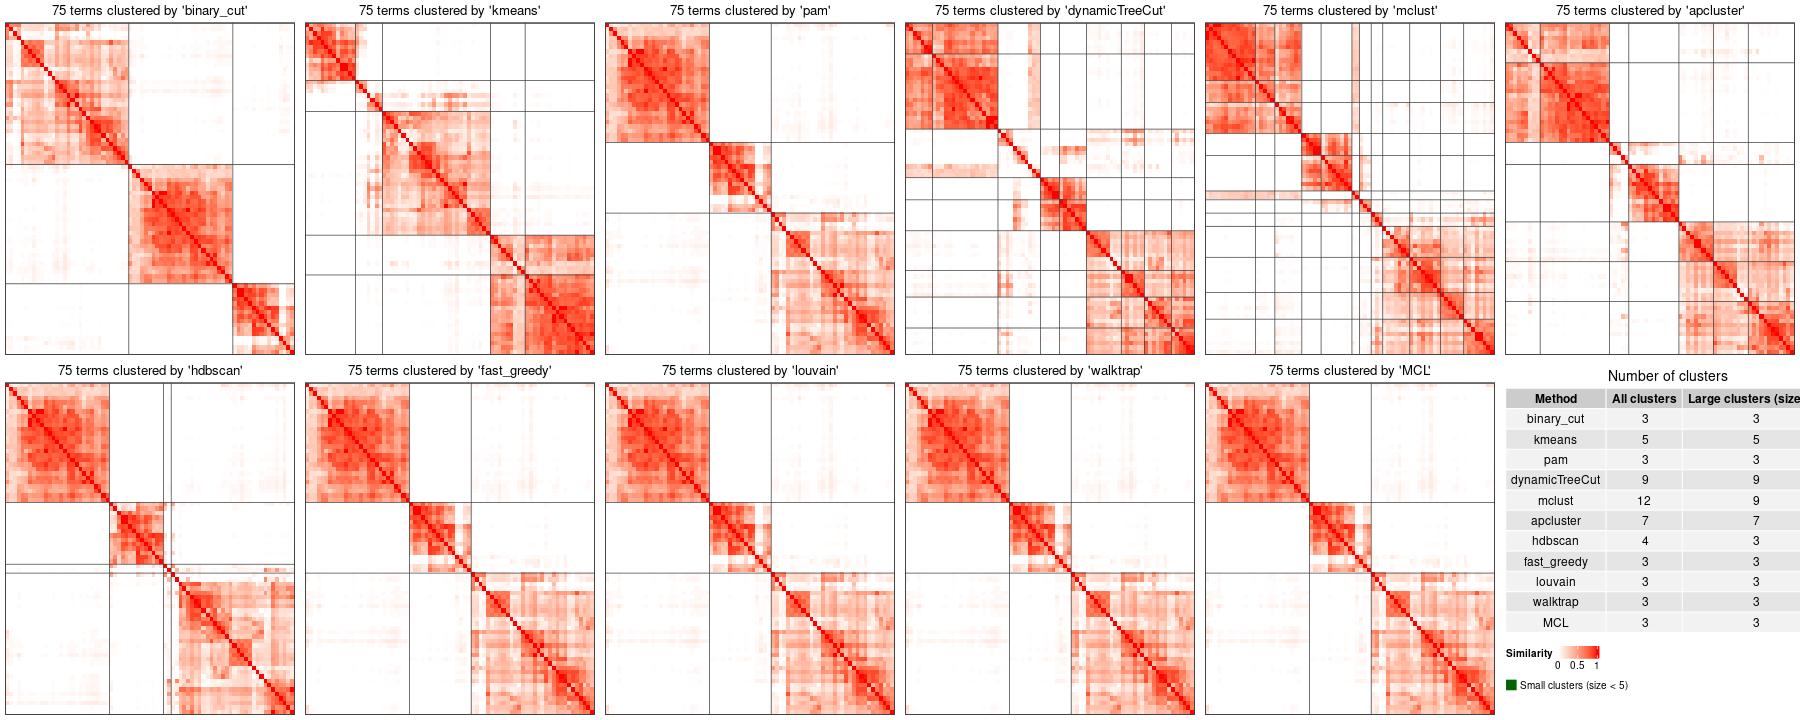 75 terms clustered by 'binary_cut'
75 terms clustered by 'kmeans'
75 terms clustered by 'pam'
75 terms clustered by 'dynamicTreeCut'
75 terms clustered by 'mclust'
75 terms clustered by 'apcluster'
75 terms clustered by 'hdbscan'
75 terms clustered by 'fast_greedy'
75 terms clustered by 'louvain'
75 terms clustered by 'walktrap'
75 terms clustered by 'MCL'
Number of clusters
Method All clusters Large clusters (size
binary_cut 3 3
kmeans 5 5
pam 3 3
dynamicTreeCut 9 9
mclust 12 9
apcluster 7 7
hdbscan 4 3
fast_greedy 3 3
louvain 3 3
walktrap 3 3
MCL 3 3
Similarity
0 0.5 1
Small clusters (size < 5)